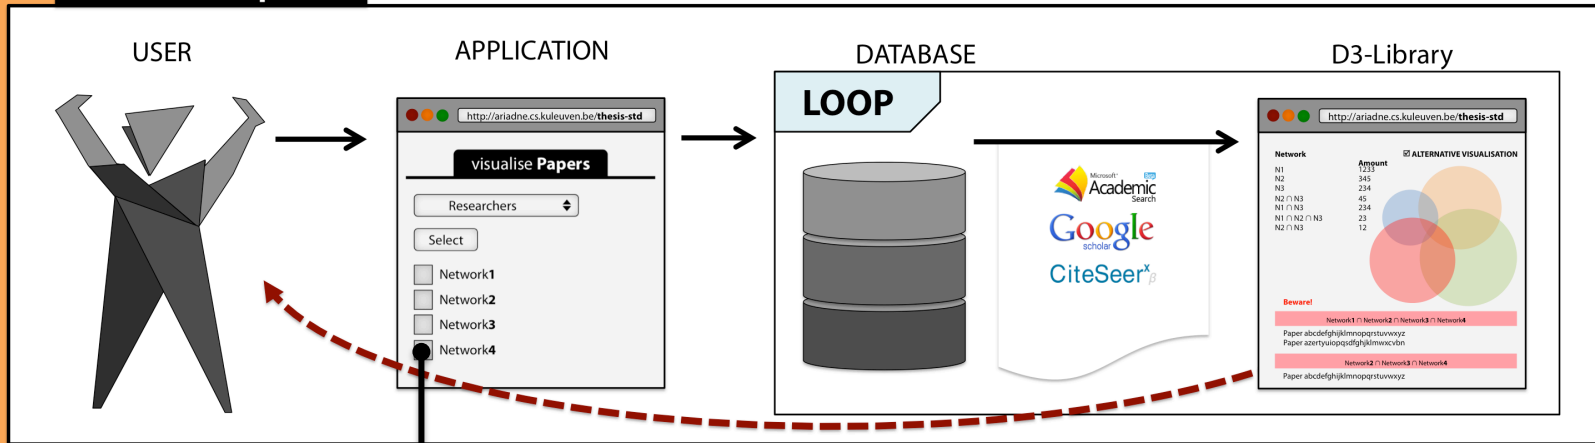 USER
APPLICATION
DATABASE
D3-Library
http://ariadne.cs.kuleuven.be/thesis-std
visualise Papers
Researchers
Select
Network1
Network2
Network3
Network4
LOOP
Microsoft®
Academic
Search
Google
scholar
CiteSeerx
β
http://ariadne.cs.kuleuven.be/thesis-std
Network Amount ☑ ALTERNATIVE VISUALISATION
N1 1233
N2 345
N3 234
N2 ∩ N3 45
N1 ∩ N3 234
N1 ∩ N2 ∩ N3 23
N2 ∩ N3 12
Beware!
Network1 ∩ Network2 ∩ Network3 ∩ Network4
Paper abcdefghijklmnopqrstuvwxyz
Paper azertyuiopqsdfghjklmwxcvbn
Network2 ∩ Network3 ∩ Network4
Paper abcdefghijklmnopqrstuvwxyz